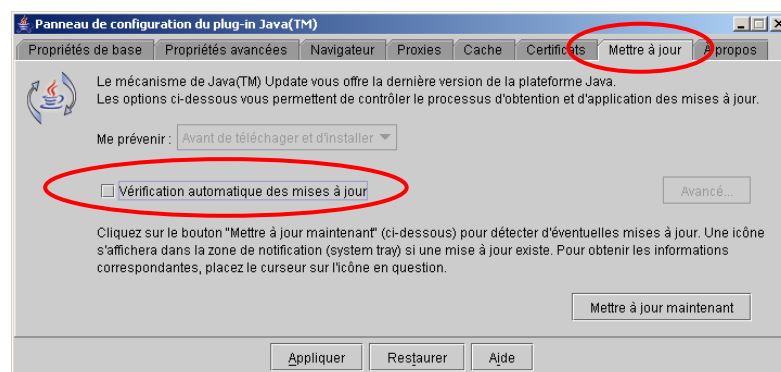 Panneau de configuration du plug-in Java(TM)
Propriétés de base Propriétés avancées Navigateur Proxies Cache Certificats Mettre à jour A propos
Le mécanisme de Java(TM) Update vous offre la dernière version de la plateforme Java.
Les options ci-dessous vous permettent de contrôler le processus d'obtention et d'application des mises à jour.
Me prévenir : Avant de téléchager et d'installer
Vérification automatique des mises à jour
Avancé...
Cliquez sur le bouton "Mettre à jour maintenant" (ci-dessous) pour détecter d'éventuelles mises à jour. Une icône
s'affichera dans la zone de notification (system tray) si une mise à jour existe. Pour obtenir les informations
correspondantes, placez le curseur sur l'icône en question.
Mettre à jour maintenant
Appliquer Restaurer Aide